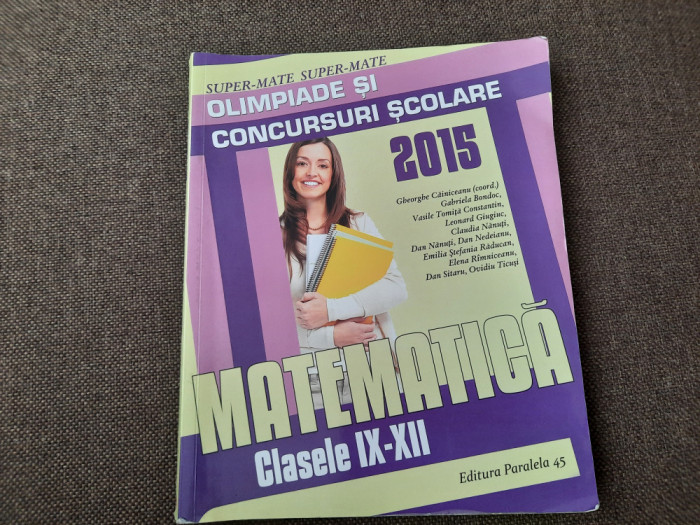 SUPER-MATE SUPER-MATE
OLIMPIADE ȘI
CONCURSURI ȘCOLARE
2015
Gheorghe Căiniceanu (coord.)
Gabriela Bondoc,
Vasile Tomiță Constantin,
Leonard Giugiuc,
Claudia Nănuți,
Dan Nănuți, Dan Nedeianu,
Emilia Ștefania Răducan,
Elena Rîmniceanu,
Dan Sitaru, Ovidiu Ticuși
MATEMATICĂ
Clasele IX-XII
Editura Paralela 45